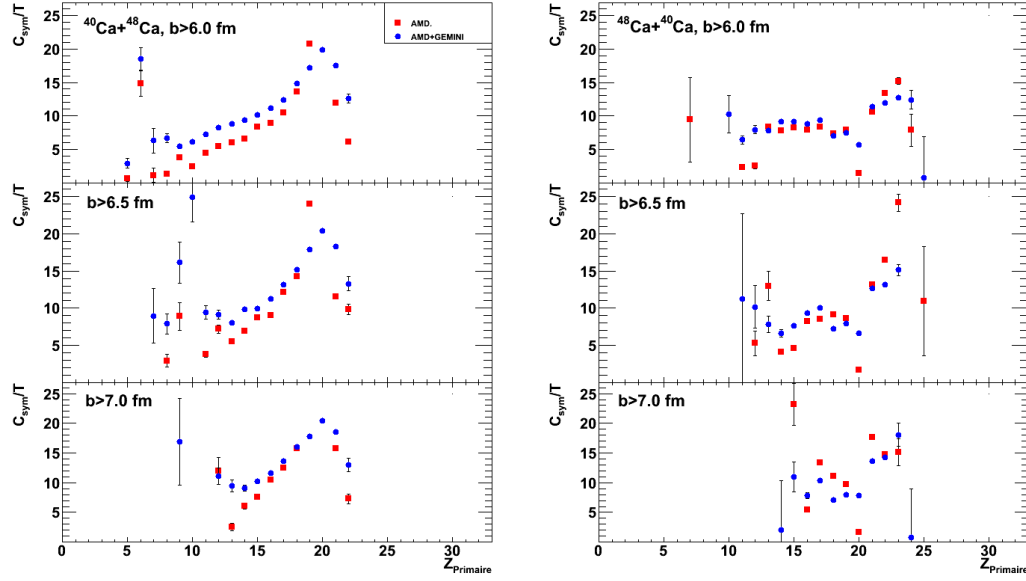 C_sym/T
⁴⁰Ca+⁴⁸Ca, b>6.0 fm
AMD.
AMD+GEMINI
25
20
15
10
5
C_sym/T
b>6.5 fm
25
20
15
10
5
C_sym/T
b>7.0 fm
25
20
15
10
5
0 5 10 15 20 25 30
Z_Primaire
C_sym/T
⁴⁸Ca+⁴⁰Ca, b>6.0 fm
25
20
15
10
5
C_sym/T
b>6.5 fm
25
20
15
10
5
C_sym/T
b>7.0 fm
25
20
15
10
5
0 5 10 15 20 25 30
Z_Primaire